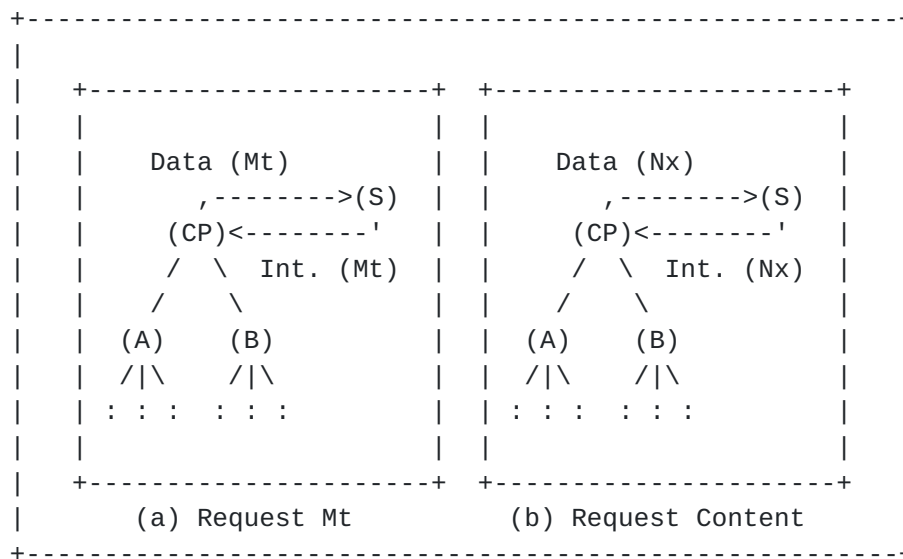 +--------------------------------------------------------
|
|   +----------------------+  +----------------------+
|   |                      |  |                      |
|   |    Data (Mt)         |  |    Data (Nx)         |
|   |       ,-------->(S)  |  |       ,-------->(S)  |
|   |     (CP)<--------'   |  |     (CP)<--------'   |
|   |     /  \  Int. (Mt)  |  |     /  \  Int. (Nx)  |
|   |    /    \            |  |    /    \            |
|   |  (A)    (B)          |  |  (A)    (B)          |
|   |  /|\    /|\          |  |  /|\    /|\          |
|   | : : :  : : :         |  | : : :  : : :         |
|   |                      |  |                      |
|   +----------------------+  +----------------------+
|       (a) Request Mt          (b) Request Content
+--------------------------------------------------------